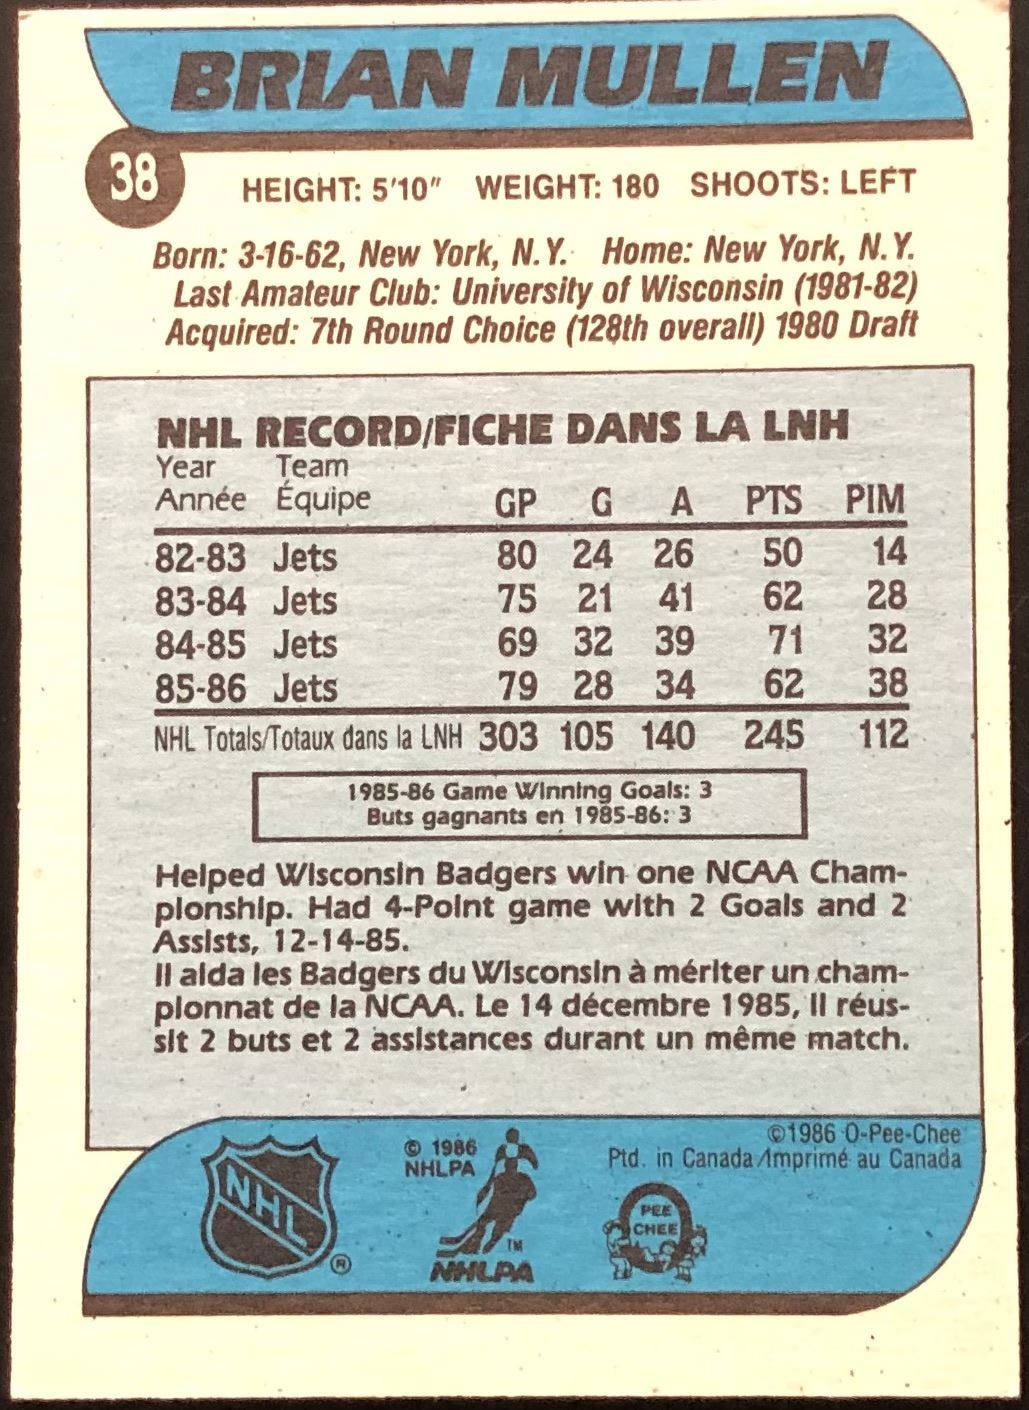 BRIAN MULLEN
38
HEIGHT: 5'10" WEIGHT: 180 SHOOTS: LEFT
Born: 3-16-62, New York, N.Y. Home: New York, N.Y.
Last Amateur Club: University of Wisconsin (1981-82)
Acquired: 7th Round Choice (128th overall) 1980 Draft
NHL RECORD/FICHE DANS LA LNH
Year Team
Année Équipe GP G A PTS PIM
82-83 Jets 80 24 26 50 14
83-84 Jets 75 21 41 62 28
84-85 Jets 69 32 39 71 32
85-86 Jets 79 28 34 62 38
NHL Totals/Totaux dans la LNH 303 105 140 245 112
1985-86 Game Winning Goals: 3
Buts gagnants en 1985-86: 3
Helped Wisconsin Badgers win one NCAA Cham-
pionship. Had 4-Point game with 2 Goals and 2
Assists, 12-14-85.
Il aida les Badgers du Wisconsin à mériter un cham-
pionnat de la NCAA. Le 14 décembre 1985, il réus-
sit 2 buts et 2 assistances durant un même match.
©1986 O-Pee-Chee
Ptd. in Canada/Imprimé au Canada
© 1986
NHLPA
NHL
®
TM
NHLPA
PEE
CHEE